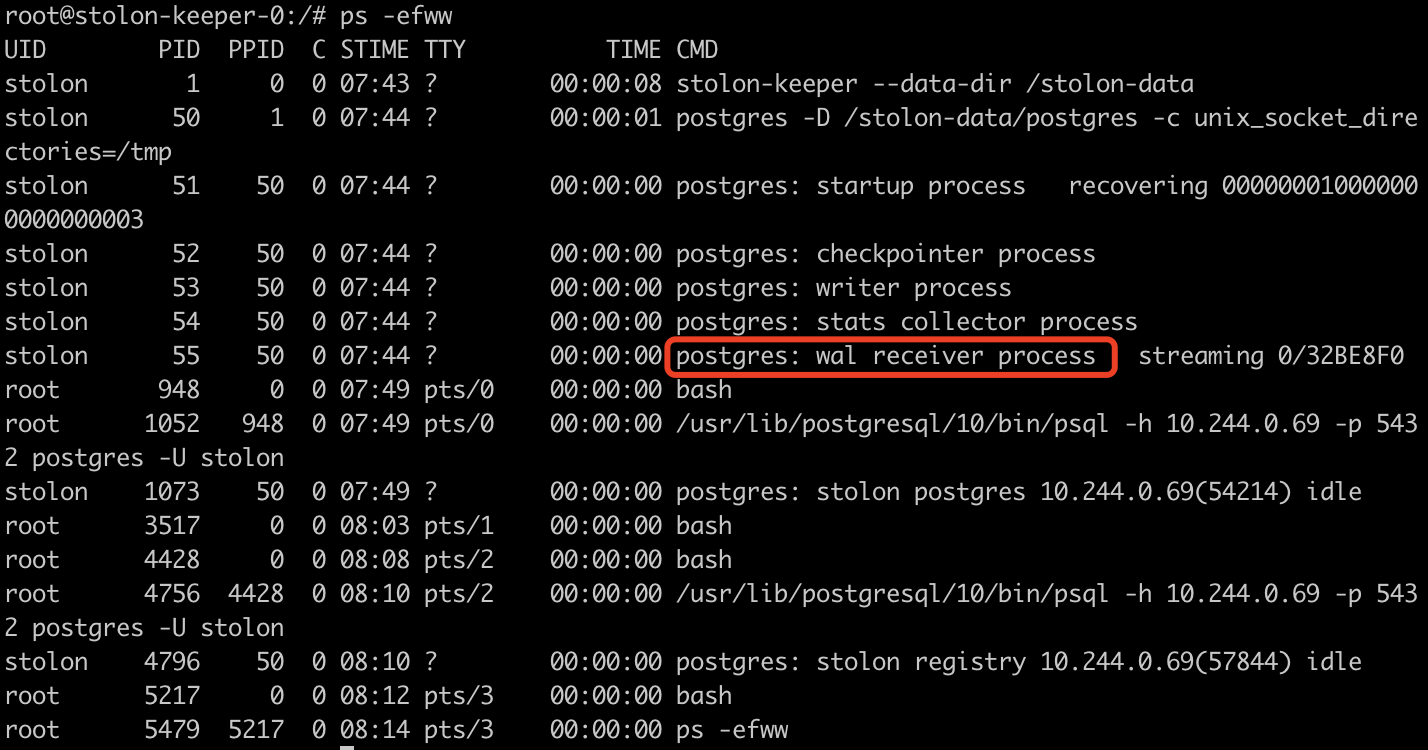 root@stolon-keeper-0:/# ps -efww
UID        PID  PPID  C STIME TTY          TIME CMD
stolon       1     0  0 07:43 ?        00:00:08 stolon-keeper --data-dir /stolon-data
stolon      50     1  0 07:44 ?        00:00:01 postgres -D /stolon-data/postgres -c unix_socket_dire
ctories=/tmp
stolon      51    50  0 07:44 ?        00:00:00 postgres: startup process   recovering 00000001000000
0000000003
stolon      52    50  0 07:44 ?        00:00:00 postgres: checkpointer process
stolon      53    50  0 07:44 ?        00:00:00 postgres: writer process
stolon      54    50  0 07:44 ?        00:00:00 postgres: stats collector process
stolon      55    50  0 07:44 ?        00:00:00 postgres: wal receiver process   streaming 0/32BE8F0
root       948     0  0 07:49 pts/0    00:00:00 bash
root      1052   948  0 07:49 pts/0    00:00:00 /usr/lib/postgresql/10/bin/psql -h 10.244.0.69 -p 543
2 postgres -U stolon
stolon    1073    50  0 07:49 ?        00:00:00 postgres: stolon postgres 10.244.0.69(54214) idle
root      3517     0  0 08:03 pts/1    00:00:00 bash
root      4428     0  0 08:08 pts/2    00:00:00 bash
root      4756  4428  0 08:10 pts/2    00:00:00 /usr/lib/postgresql/10/bin/psql -h 10.244.0.69 -p 543
2 postgres -U stolon
stolon    4796    50  0 08:10 ?        00:00:00 postgres: stolon registry 10.244.0.69(57844) idle
root      5217     0  0 08:12 pts/3    00:00:00 bash
root      5479  5217  0 08:14 pts/3    00:00:00 ps -efww